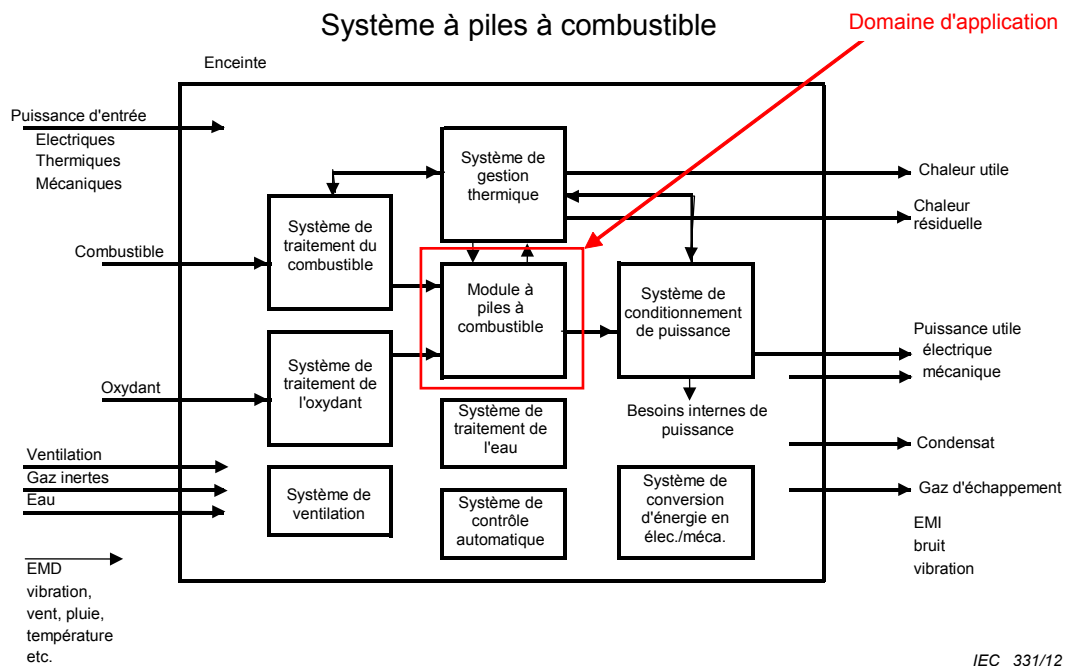 Système à piles à combustible
Domaine d'application
Enceinte
Puissance d'entrée
Electriques
Thermiques
Mécaniques
Combustible
Oxydant
Ventilation
Gaz inertes
Eau
EMD
vibration,
vent, pluie,
température
etc.
Système de
gestion
thermique
Système de
traitement du
combustible
Module à
piles à
combustible
Système de
conditionnement
de puissance
Système de
traitement de
l'oxydant
Besoins internes de
puissance
Système de
traitement de
l'eau
Système de
ventilation
Système de
contrôle
automatique
Système de
conversion
d'énergie en
élec./méca.
Chaleur utile
Chaleur
résiduelle
Puissance utile
électrique
mécanique
Condensat
Gaz d'échappement
EMI
bruit
vibration
IEC 331/12